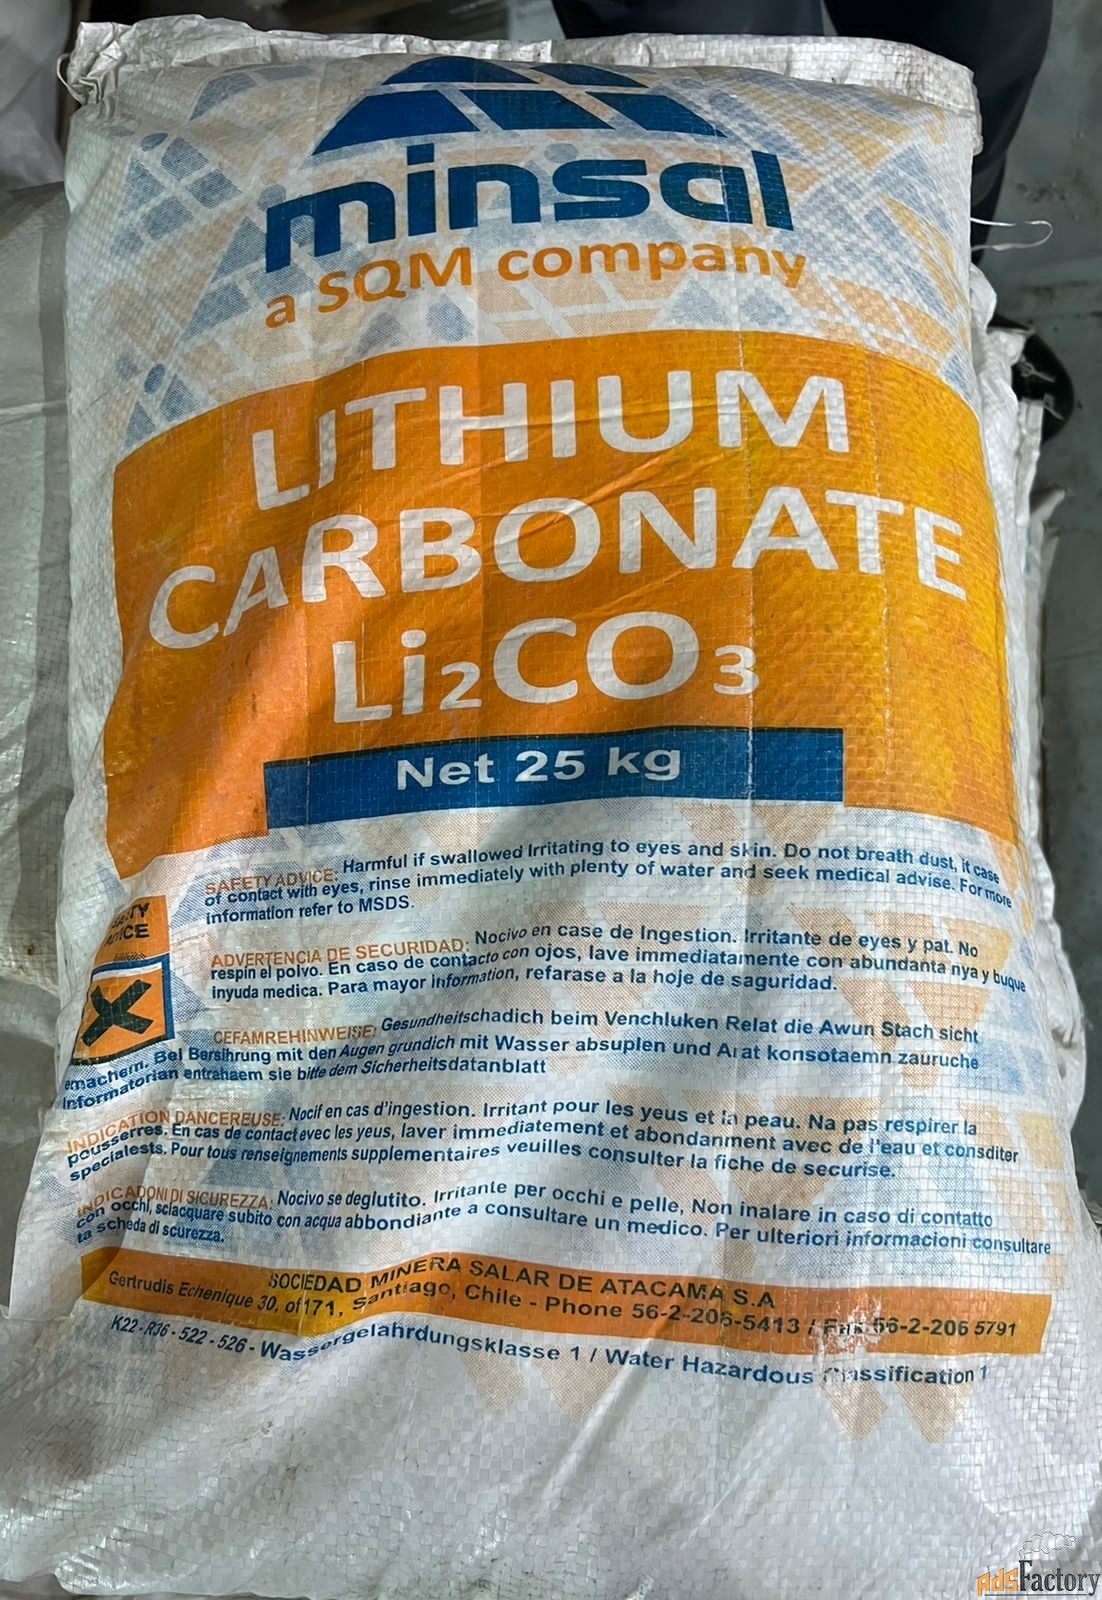 minsal
a SQM company
LITHIUM
CARBONATE
Li₂CO₃
Net 25 kg
SAFETY ADVICE: Harmful if swallowed Irritating to eyes and skin. Do not breath dust, it case
of contact with eyes, rinse immediately with plenty of water and seek medical advise. For more
information refer to MSDS.
ADVERTENCIA DE SECURIDAD: Nocivo en case de Ingestion. Irritante de eyes y pat. No
respin el polvo. En caso de contacto con ojos, lave immediatamente con abundanta nya y buque
inyuda medica. Para mayor information, refarase a la hoje de saguridad.
CEFAMREHINWEISE: Gesundheitschadich beim Venchluken Relat die Awun Stach sicht
emachem. Bei Bersihrung mit den Augen grundich mit Wasser absuplen und Arat konsotaemn zauruche
Informatorian entrahaem sie bitte dem Sicherheitsdatanblatt
INDICATION DANCEREUSE: Nocif en cas d'ingestion. Irritant pour les yeus et la peau. Na pas respirer la
pousserres. En cas de contact evec les yeus, laver immediatement et abondanment avec de l'eau et consditer
specialests. Pour tous renseignements supplementaires veuilles consulter la fiche de securise.
INDICADONI DI SICUREZZA: Nocivo se deglutito. Irritante per occhi e pelle, Non inalare in caso di contatto
con occhi, sclacquare subito con acqua abbondiante a consultare un medico. Per ulteriori informacioni consultare
ta scheda di scurezza.
SOCIEDAD MINERA SALAR DE ATACAMA S.A
Gertrudis Echenique 30, of171, Santiago, Chile - Phone 56-2-206-5413 / Fax 56-2-206 5791
K22 - R36 - 522 - 526 - Wassergelahrdungsklasse 1 / Water Hazardous Classification 1
AdsFactory